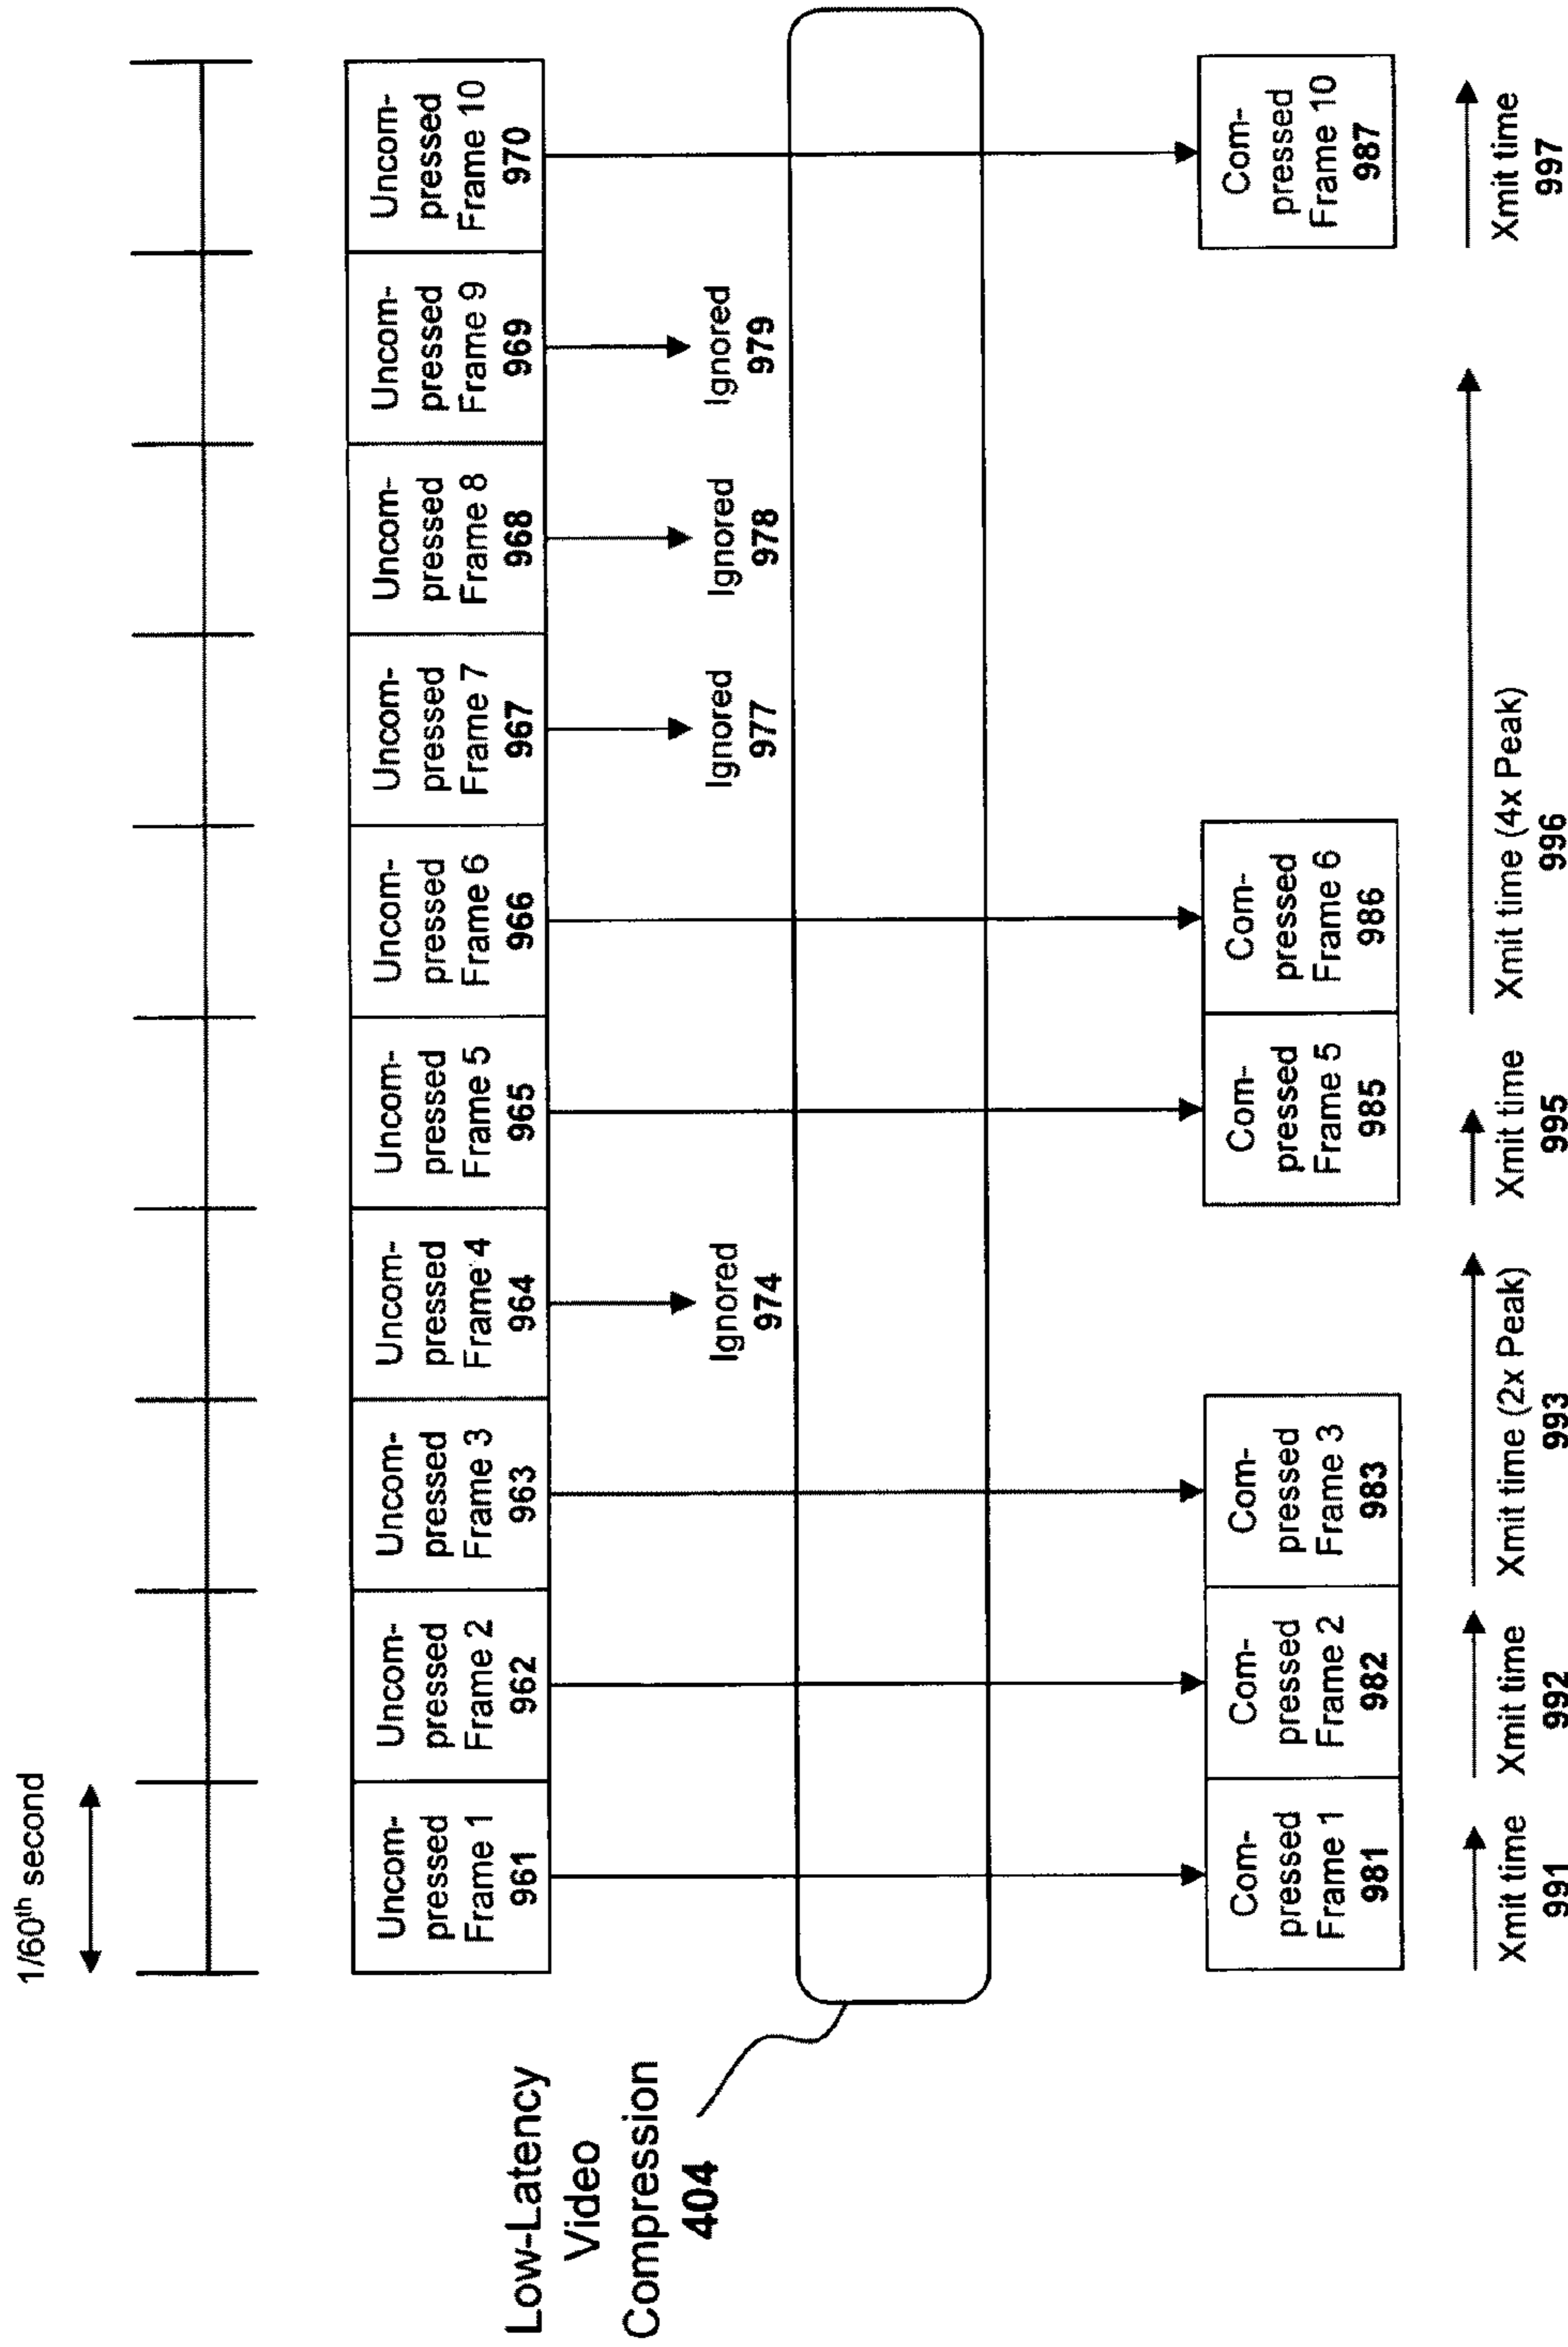 1/60th second
Uncom-
pressed
Frame 1
961
Uncom-
pressed
Frame 2
962
Uncom-
pressed
Frame 3
963
Uncom-
pressed
Frame 4
964
Uncom-
pressed
Frame 5
965
Uncom-
pressed
Frame 6
966
Uncom-
pressed
Frame 7
967
Uncom-
pressed
Frame 8
968
Uncom-
pressed
Frame 9
969
Uncom-
pressed
Frame 10
970
Ignored
974
Ignored
977
Ignored
978
Ignored
979
Low-Latency
Video
Compression
404
Com-
pressed
Frame 1
981
Com-
pressed
Frame 2
982
Com-
pressed
Frame 3
983
Com-
pressed
Frame 5
985
Com-
pressed
Frame 6
986
Com-
pressed
Frame 10
987
Xmit time
991
Xmit time
992
Xmit time (2x Peak)
993
Xmit time
995
Xmit time (4x Peak)
996
Xmit time
997